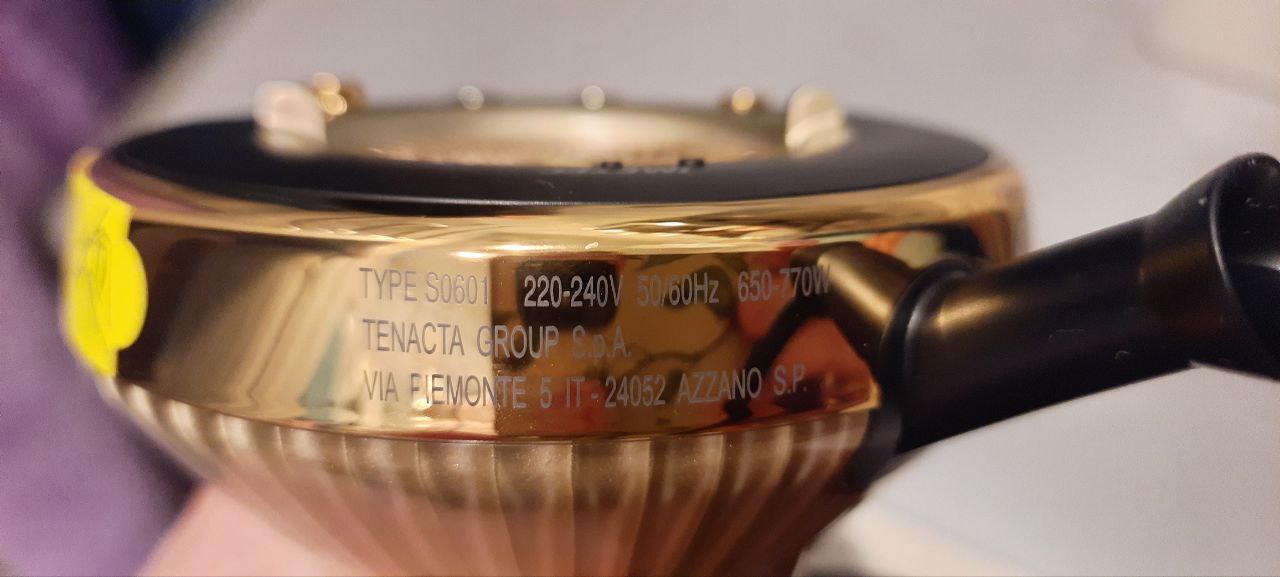 TYPE S0601 220-240V 50/60Hz 650-770W
TENACTA GROUP S.p.A.
VIA PIEMONTE 5 IT - 24052 AZZANO S.P.